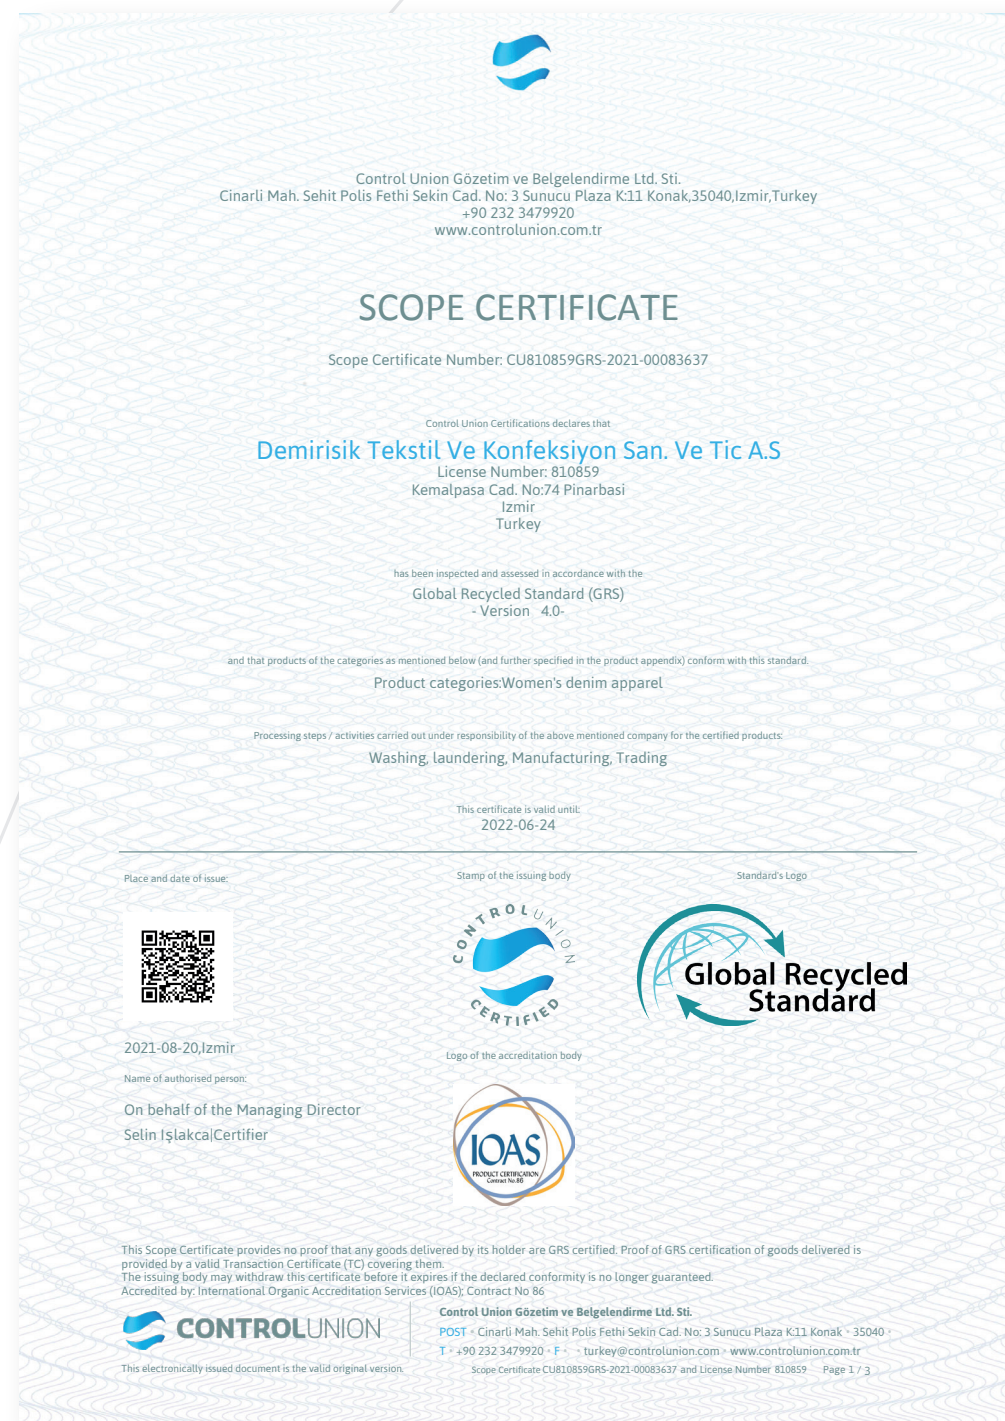 Control Union Gözetim ve Belgelendirme Ltd. Sti.
Cinarli Mah. Sehit Polis Fethi Sekin Cad. No: 3 Sunucu Plaza K:11 Konak,35040,Izmir,Turkey
+90 232 3479920
www.controlunion.com.tr
SCOPE CERTIFICATE
Scope Certificate Number: CU810859GRS-2021-00083637
Control Union Certifications declares that
Demirisik Tekstil Ve Konfeksiyon San. Ve Tic A.S
License Number: 810859
Kemalpasa Cad. No:74 Pinarbasi
Izmir
Turkey
has been inspected and assessed in accordance with the
Global Recycled Standard (GRS)
- Version 4.0-
and that products of the categories as mentioned below (and further specified in the product appendix) conform with this standard.
Product categories:Women's denim apparel
Processing steps / activities carried out under responsibility of the above mentioned company for the certified products:
Washing, laundering, Manufacturing, Trading
This certificate is valid until:
2022-06-24
Place and date of issue:
Stamp of the issuing body
Standard's Logo
CONTROLUNION
CERTIFIED
Global Recycled
Standard
2021-08-20,Izmir
Logo of the accreditation body
Name of authorised person:
On behalf of the Managing Director
Selin Işlakca|Certifier
IOAS
PRODUCT CERTIFICATION
Contract No.86
This Scope Certificate provides no proof that any goods delivered by its holder are GRS certified. Proof of GRS certification of goods delivered is
provided by a valid Transaction Certificate (TC) covering them.
The issuing body may withdraw this certificate before it expires if the declared conformity is no longer guaranteed.
Accredited by: International Organic Accreditation Services (IOAS); Contract No 86
CONTROLUNION
Control Union Gözetim ve Belgelendirme Ltd. Sti.
POST • Cinarli Mah. Sehit Polis Fethi Sekin Cad. No: 3 Sunucu Plaza K:11 Konak • 35040 •
T • +90 232 3479920 • F • • turkey@controlunion.com • www.controlunion.com.tr
This electronically issued document is the valid original version.
Scope Certificate CU810859GRS-2021-00083637 and License Number 810859 Page 1 / 3